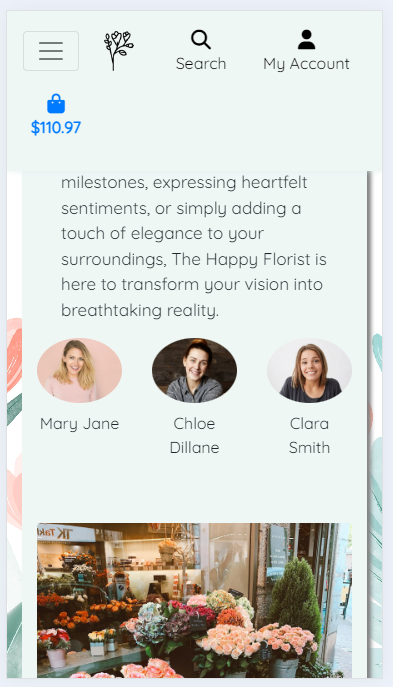 Search
My Account
$110.97
milestones, expressing heartfelt
sentiments, or simply adding a
touch of elegance to your
surroundings, The Happy Florist is
here to transform your vision into
breathtaking reality.
Mary Jane
Chloe
Dillane
Clara
Smith